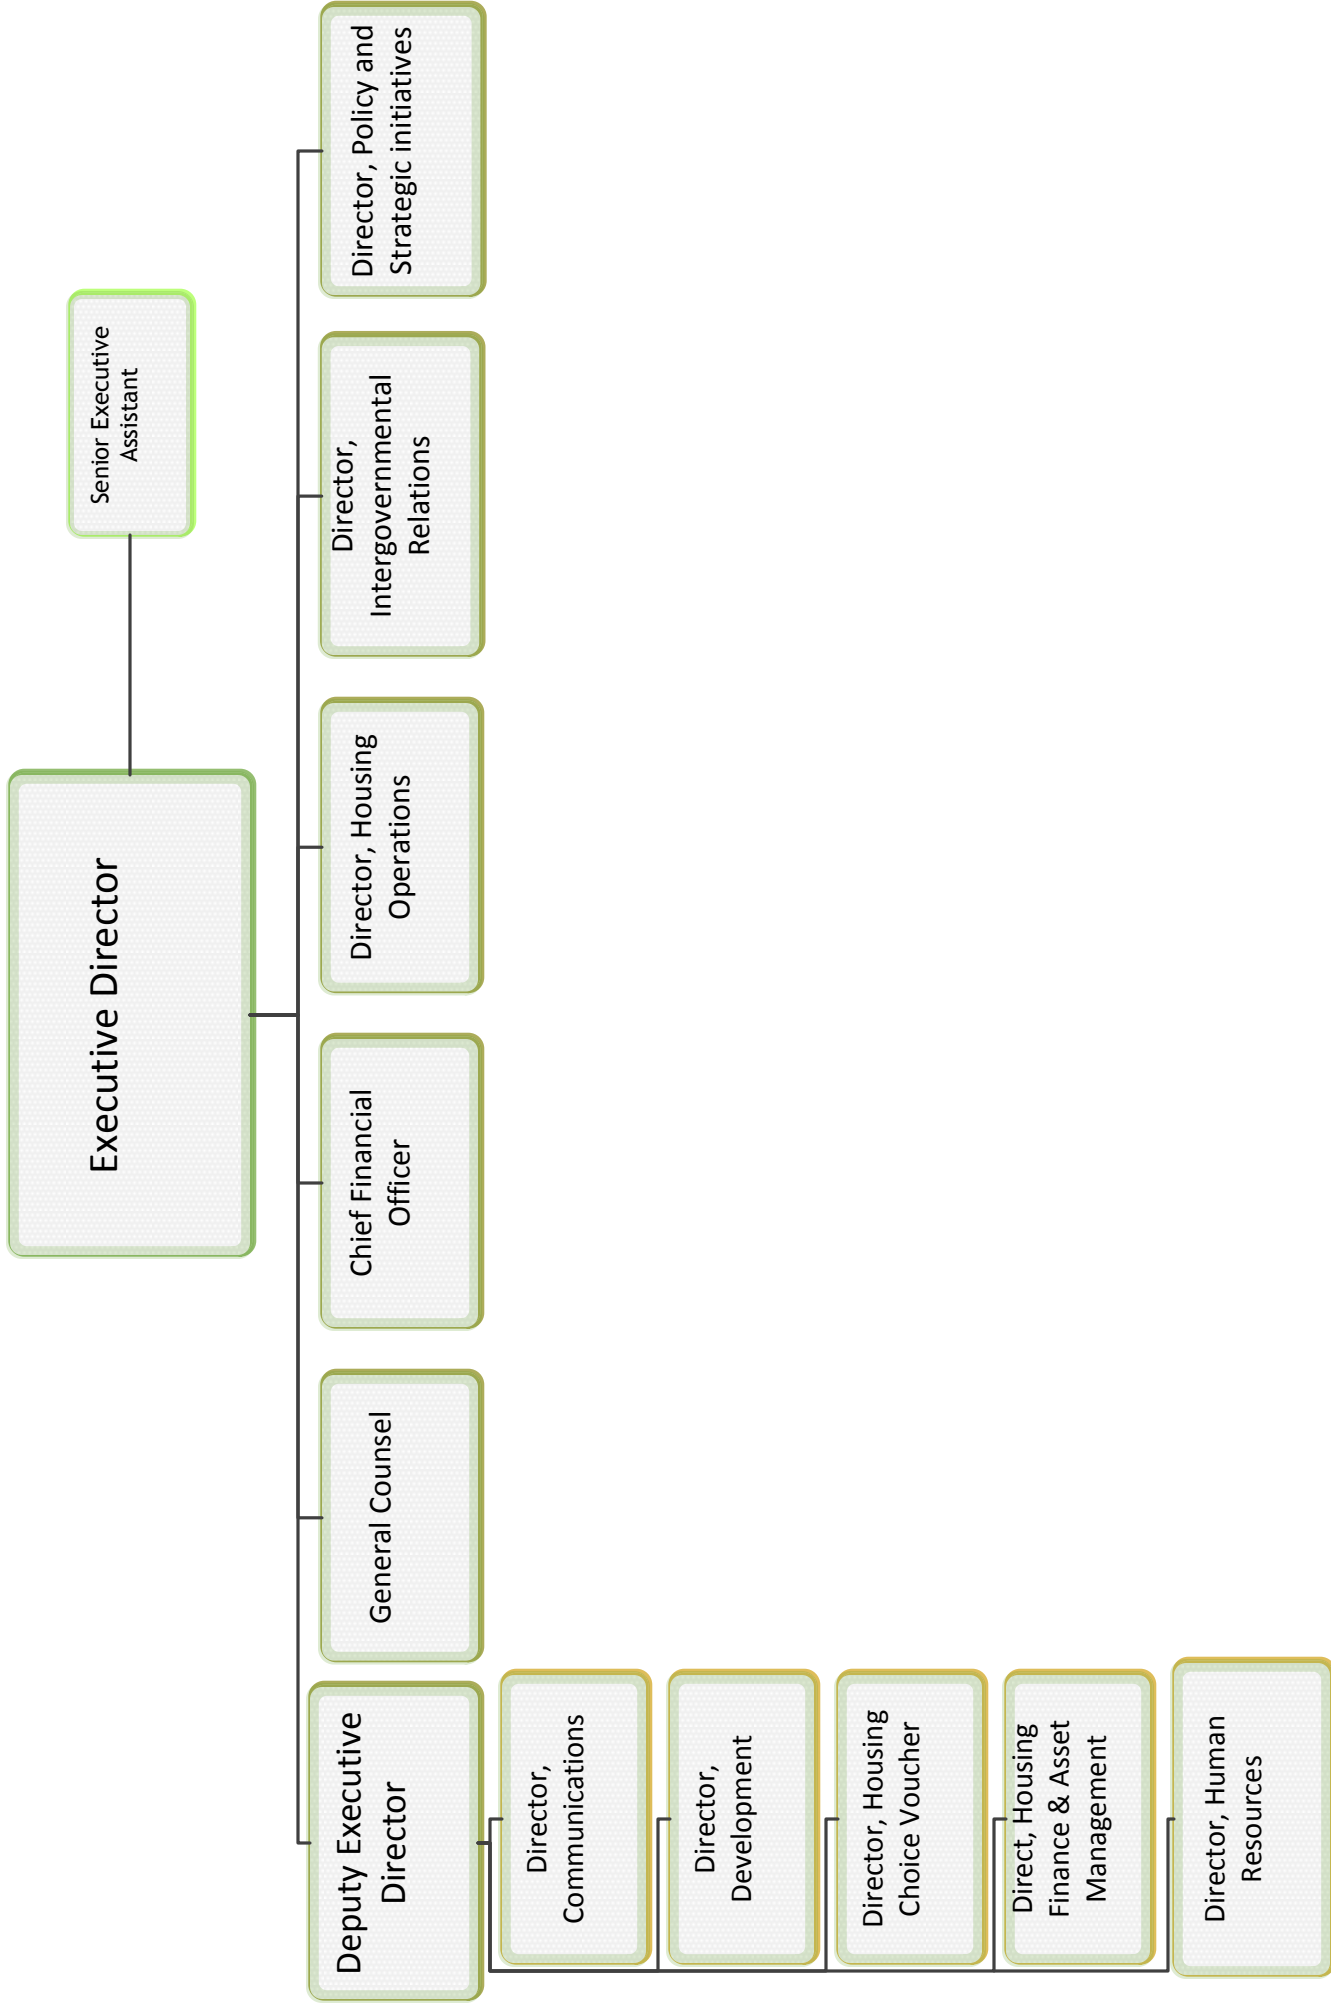 Executive Director
Senior Executive
Assistant
Deputy Executive
Director
General Counsel
Chief Financial
Officer
Director, Housing
Operations
Director,
Intergovernmental
Relations
Director, Policy and
Strategic initiatives
Director,
Communications
Director,
Development
Director, Housing
Choice Voucher
Direct, Housing
Finance & Asset
Management
Director, Human
Resources